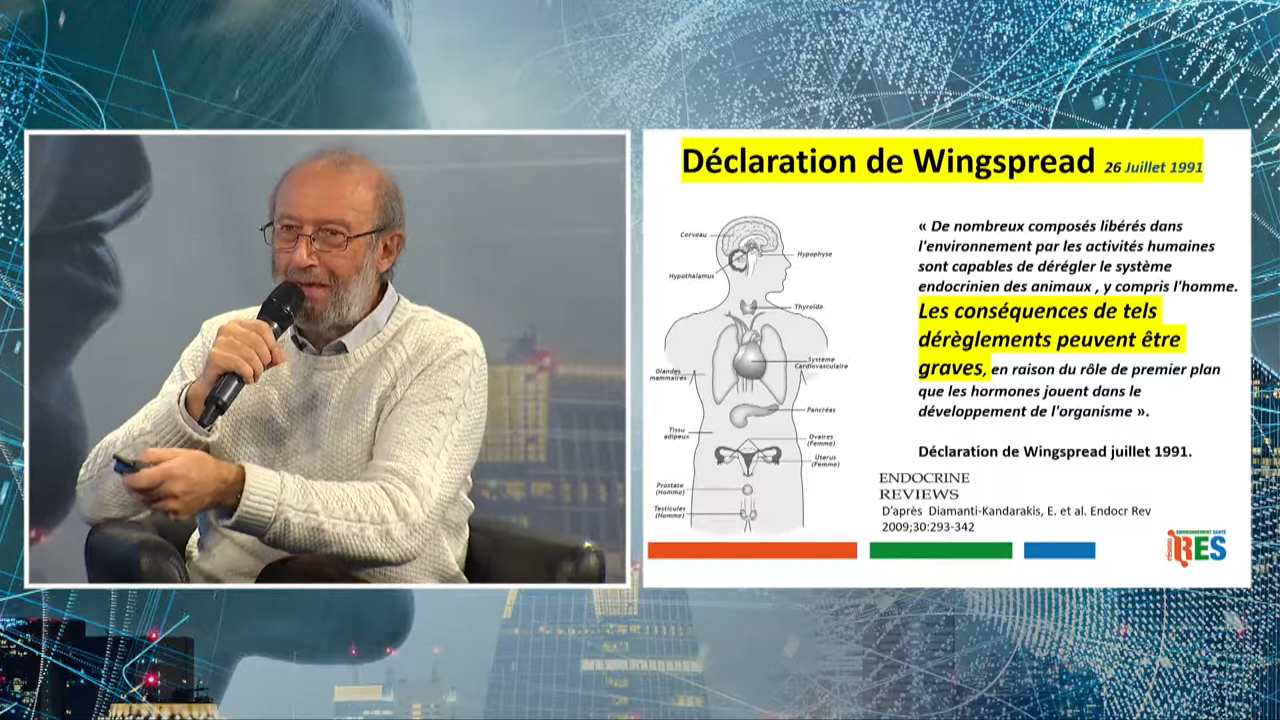 Déclaration de Wingspread 26 Juillet 1991
Cerveau
Hypophyse
Hypothalamus
Thyroïde
Système
Cardiovasculaire
Glandes
mammaires
Pancréas
Tissu
adipeux
Ovaires
(Femme)
Uterus
(Femme)
Prostate
(Homme)
Testicules
(Homme)
« De nombreux composés libérés dans
l'environnement par les activités humaines
sont capables de dérégler le système
endocrinien des animaux , y compris l'homme.
Les conséquences de tels
dérèglements peuvent être
graves, en raison du rôle de premier plan
que les hormones jouent dans le
développement de l'organisme ».
Déclaration de Wingspread juillet 1991.
ENDOCRINE
REVIEWS
D'après Diamanti-Kandarakis, E. et al. Endocr Rev
2009;30:293-342
ENVIRONNEMENT SANTÉ
RÉSEAU
RES